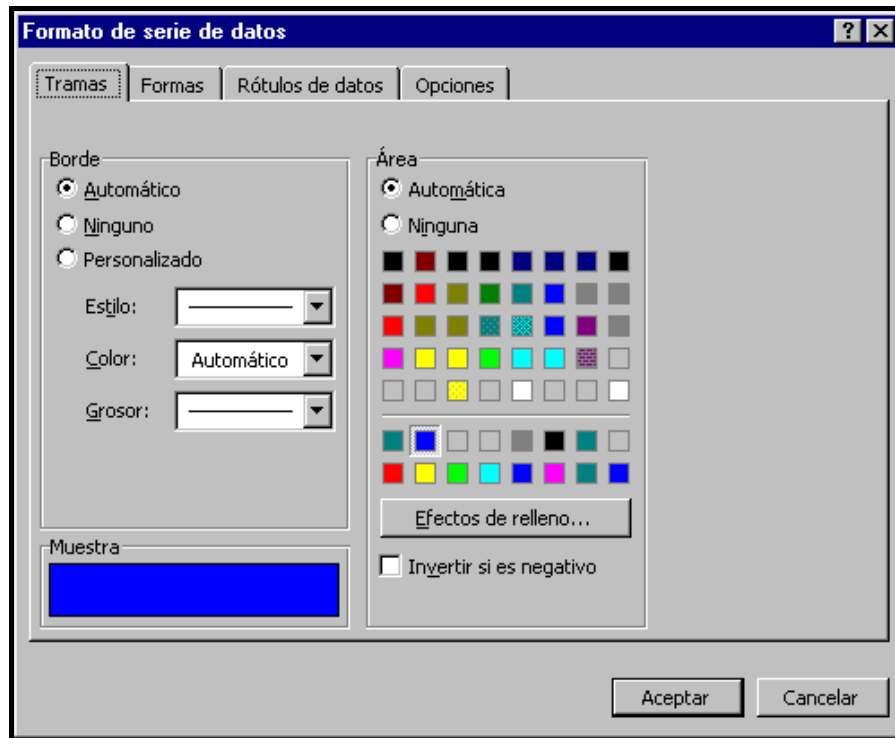 Formato de serie de datos
Tramas Formas Rótulos de datos Opciones
Borde
Automático
Ninguno
Personalizado
Estilo:
Color: Automático
Grosor:
Muestra
Área
Automática
Ninguna
Efectos de relleno...
Invertir si es negativo
Aceptar Cancelar